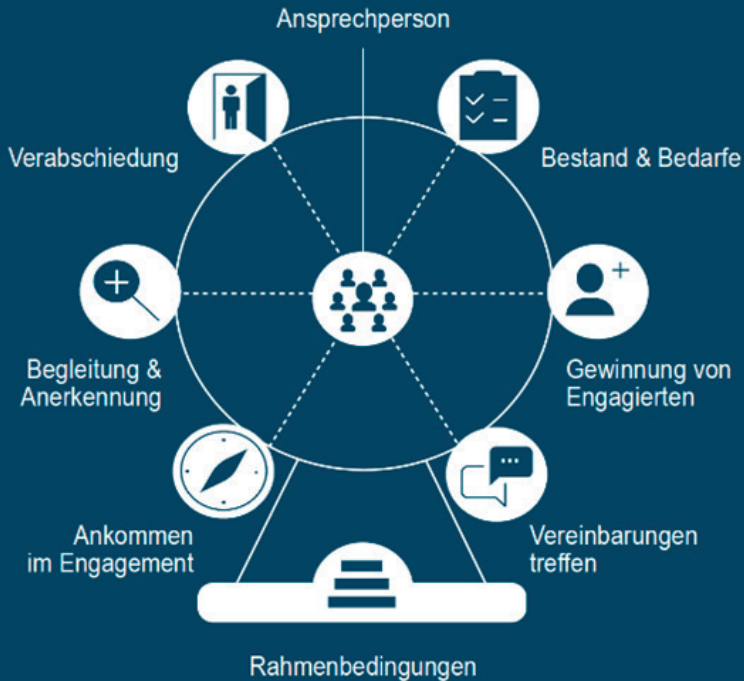 Ansprechperson
Verabschiedung
Bestand & Bedarfe
Begleitung &
Anerkennung
Gewinnung von
Engagierten
Ankommen
im Engagement
Vereinbarungen
treffen
Rahmenbedingungen